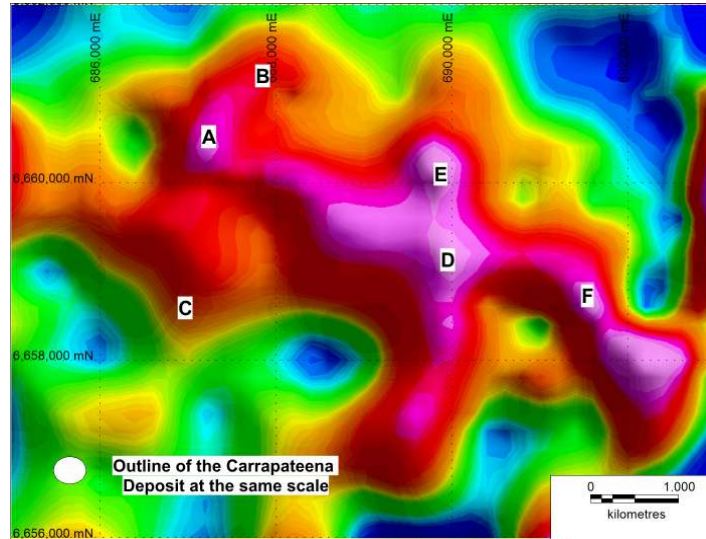 686,000 mE
690,000 mE
B
A
E
6,660,000 mN
D
F
C
6,658,000 mN
Outline of the Carrapateena
Deposit at the same scale
0 1,000
kilometres
6,656,000 mN